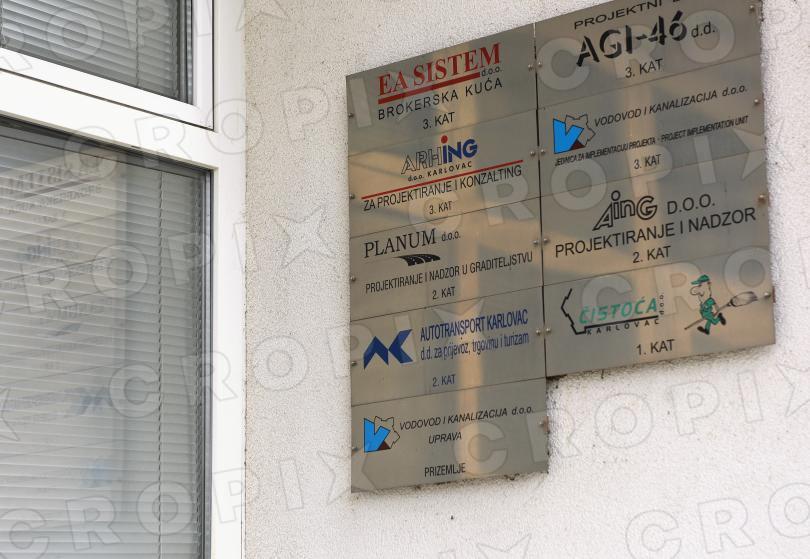 EA SISTEM d.o.o.
BROKERSKA KUĆA
3. KAT
ARHING
d.o.o. KARLOVAC
ZA PROJEKTIRANJE I KONZALTING
3. KAT
PLANUM d.o.o.
PROJEKTIRANJE I NADZOR U GRADITELJSTVU
2. KAT
AUTOTRANSPORT KARLOVAC
d.d. za prijevoz, trgovinu i turizam
2. KAT
VODOVOD I KANALIZACIJA d.o.o.
UPRAVA
PRIZEMLJE
PROJEKTNI
AGI-46 d.d.
3. KAT
VODOVOD I KANALIZACIJA d.o.o.
JEDINICA ZA IMPLEMENTACIJU PROJEKTA - PROJECT IMPLEMENTATION UNIT
3. KAT
AinG D.O.O.
PROJEKTIRANJE I NADZOR
2. KAT
ČISTOĆA d.o.o.
KARLOVAC
1. KAT
CROPIX